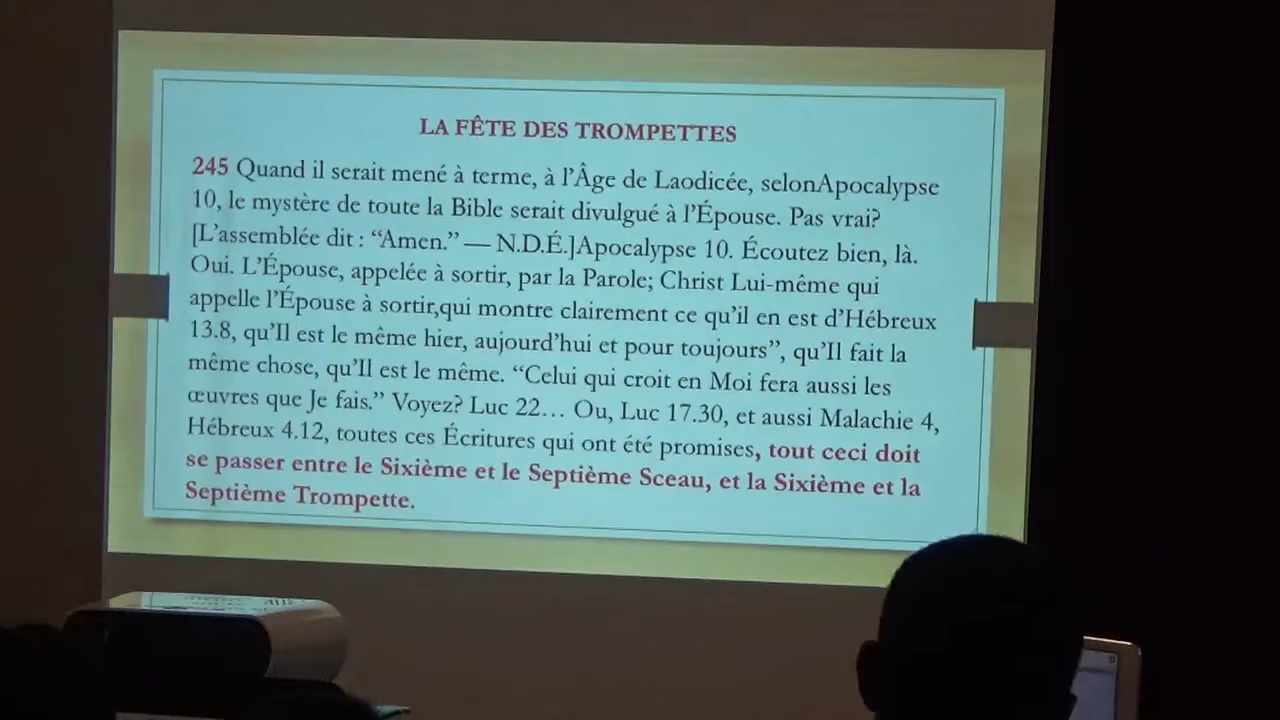 LA FÊTE DES TROMPETTES
245 Quand il serait mené à terme, à l’Âge de Laodicée, selonApocalypse
10, le mystère de toute la Bible serait divulgué à l’Épouse. Pas vrai?
[L’assemblée dit : “Amen.” — N.D.É.]Apocalypse 10. Écoutez bien, là.
Oui. L’Épouse, appelée à sortir, par la Parole; Christ Lui-même qui
appelle l’Épouse à sortir,qui montre clairement ce qu’il en est d’Hébreux
13.8, qu’Il est le même hier, aujourd’hui et pour toujours”, qu’Il fait la
même chose, qu’Il est le même. “Celui qui croit en Moi fera aussi les
œuvres que Je fais.” Voyez? Luc 22… Ou, Luc 17.30, et aussi Malachie 4,
Hébreux 4.12, toutes ces Écritures qui ont été promises, tout ceci doit
se passer entre le Sixième et le Septième Sceau, et la Sixième et la
Septième Trompette.